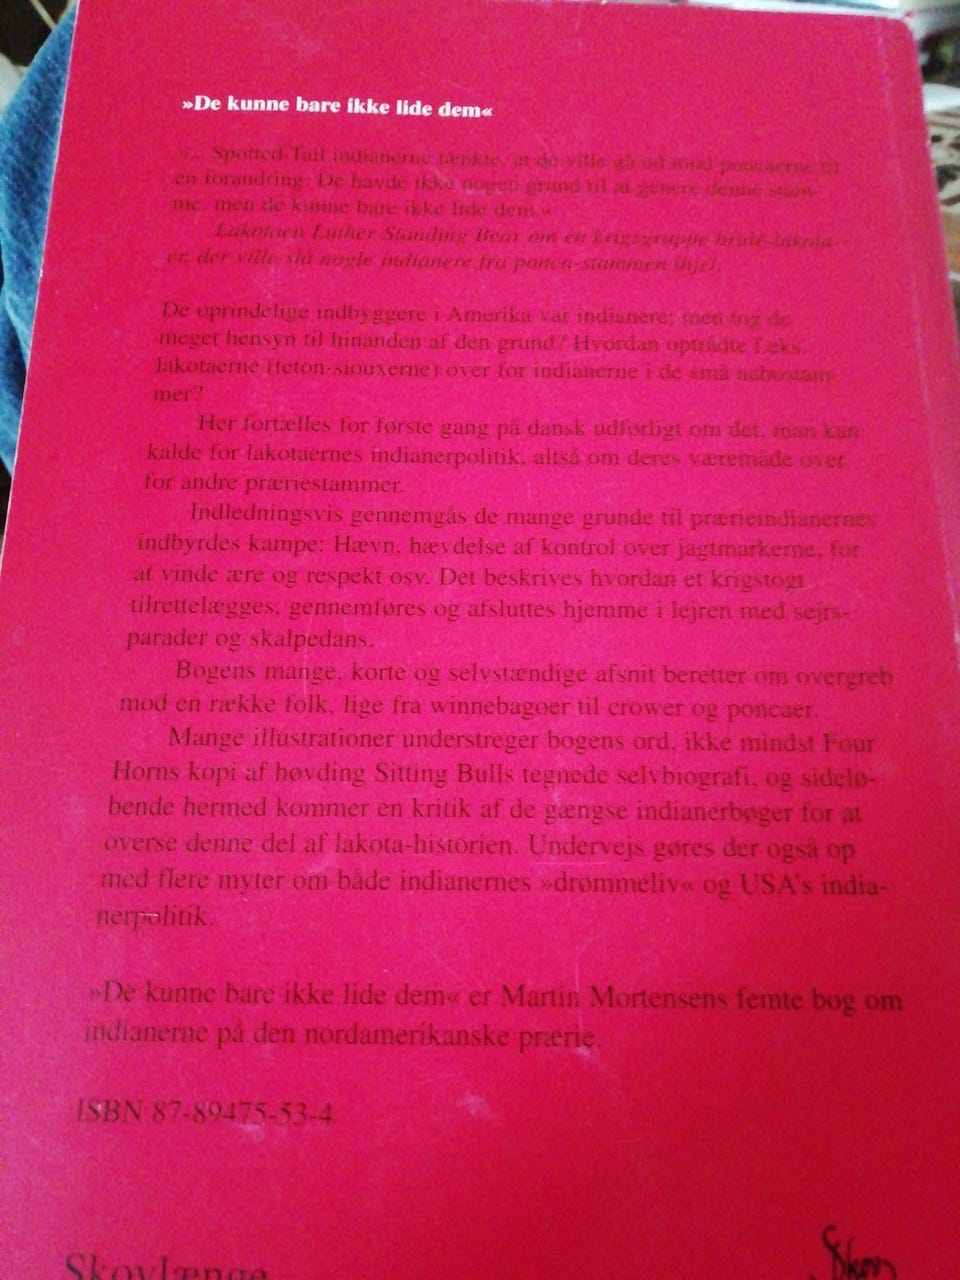 »De kunne bare ikke lide dem«
»... Spotted Tail indianerne tænkte, at de ville gå ud mod poncaerne til
en forandring. De havde ikke nogen grund til at genere denne stam-
me, men de kunne bare ikke lide dem.«
Lakotaen Luther Standing Bear om en krigsgruppe brulé-lakota-
er, der ville slå nogle indianere fra ponca-stammen ihjel.
De oprindelige indbyggere i Amerika var indianere; men tog de
meget hensyn til hinanden af den grund? Hvordan optrådte f.eks.
lakotaerne (teton-siouxerne) over for indianerne i de små nabostam-
mer?
Her fortælles for første gang på dansk udførligt om det, man kan
kalde for lakotaernes indianerpolitik, altså om deres væremåde over
for andre præriestammer.
Indledningsvis gennemgås de mange grunde til prærieindianernes
indbyrdes kampe: Hævn, hævdelse af kontrol over jagtmarkerne, for
at vinde ære og respekt osv. Det beskrives hvordan et krigstogt
tilrettelægges, gennemføres og afsluttes hjemme i lejren med sejrs-
parader og skalpedans.
Bogens mange, korte og selvstændige afsnit beretter om overgreb
mod en række folk, lige fra winnebagoer til crower og poncaer.
Mange illustrationer understreger bogens ord, ikke mindst Four
Horns kopi af høvding Sitting Bulls tegnede selvbiografi, og sidelø-
bende hermed kommer en kritik af de gængse indianerbøger for at
overse denne del af lakota-historien. Undervejs gøres der også op
med flere myter om både indianernes »drømmeliv« og USA's india-
nerpolitik.
»De kunne bare ikke lide dem« er Martin Mortensens femte bog om
indianerne på den nordamerikanske prærie.
ISBN 87-89475-53-4
Skovlænge